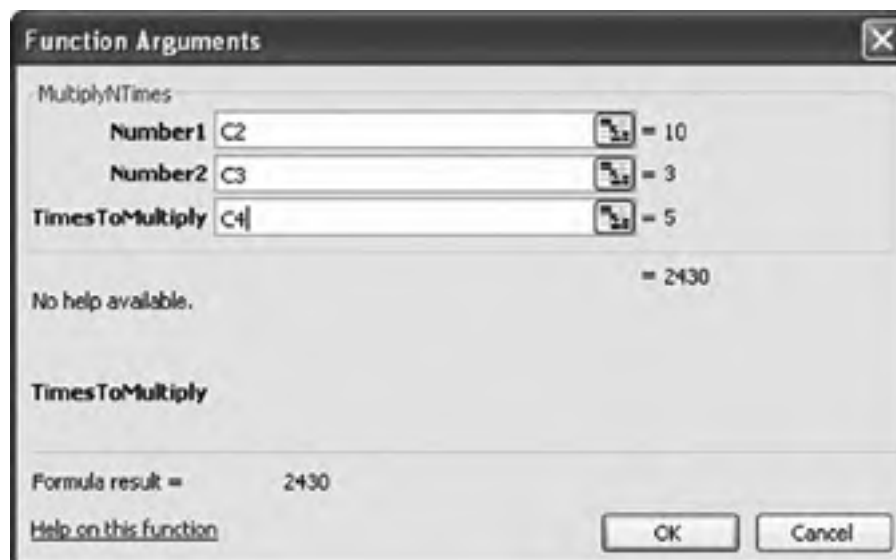 Function Arguments
MultiplyNTimes
Number1 C2 = 10
Number2 C3 = 3
TimesToMultiply C4 = 5
= 2430
No help available.
TimesToMultiply
Formula result = 2430
Help on this function OK Cancel